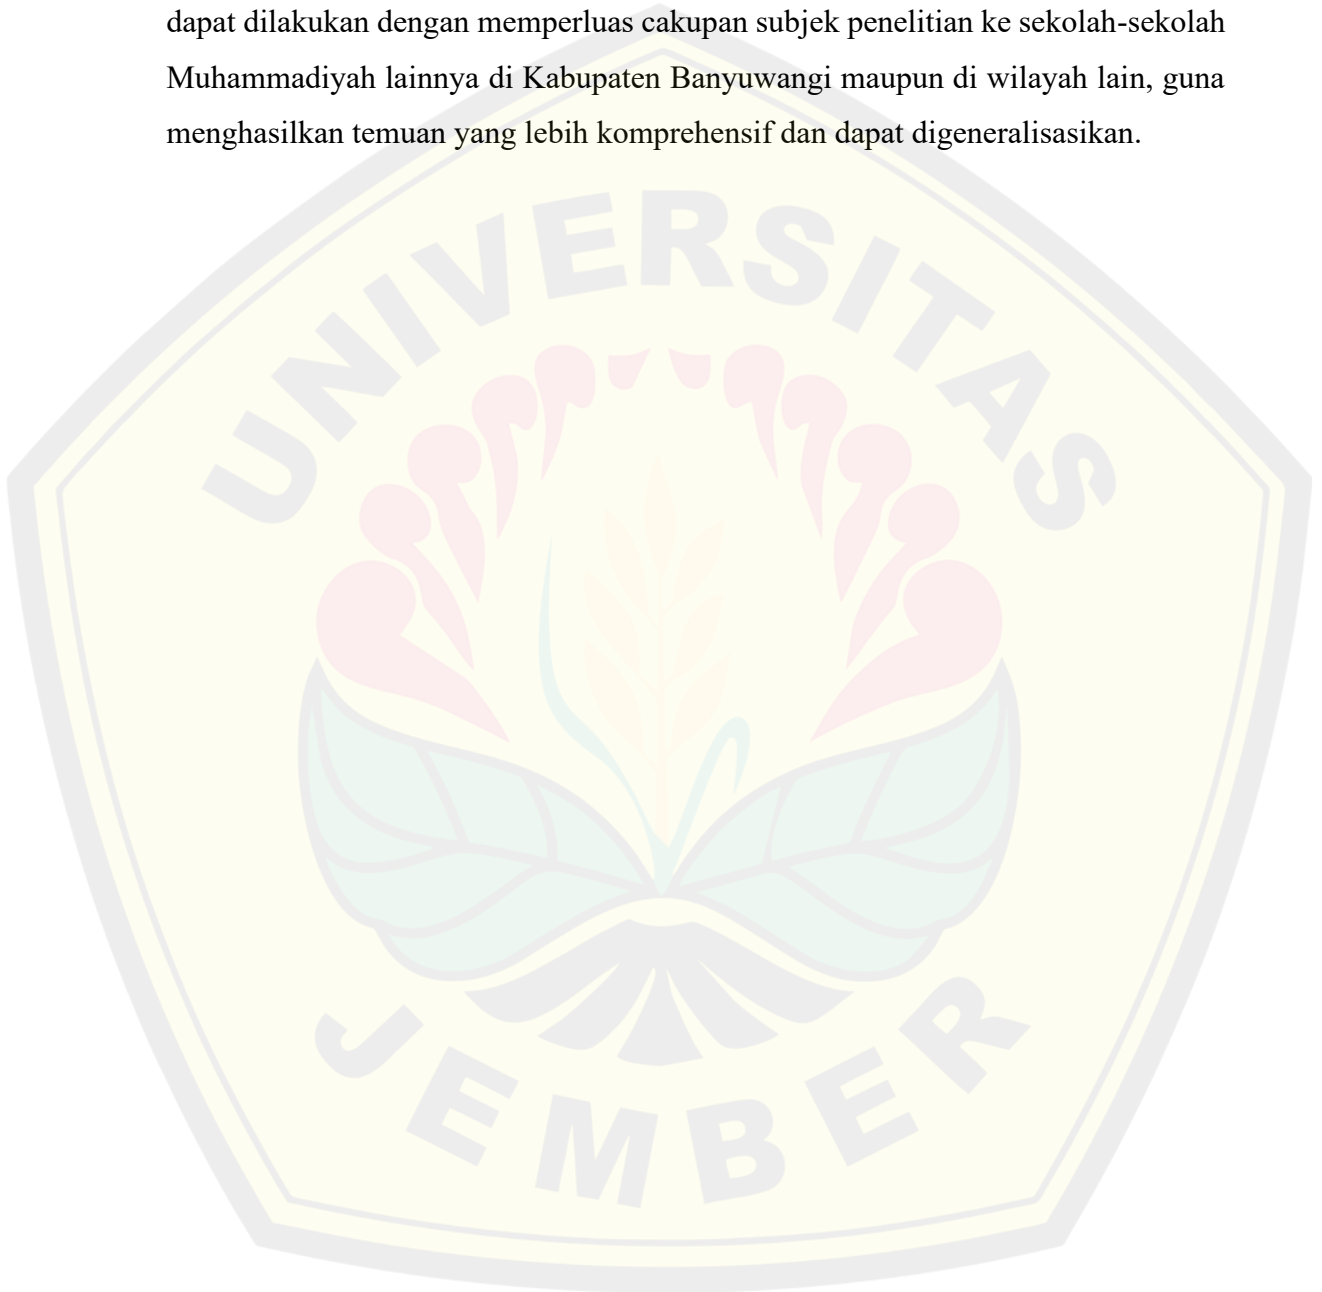 dapat dilakukan dengan memperluas cakupan subjek penelitian ke sekolah-sekolah
Muhammadiyah lainnya di Kabupaten Banyuwangi maupun di wilayah lain, guna
menghasilkan temuan yang lebih komprehensif dan dapat digeneralisasikan.
UNIVERSITAS
JEMBER